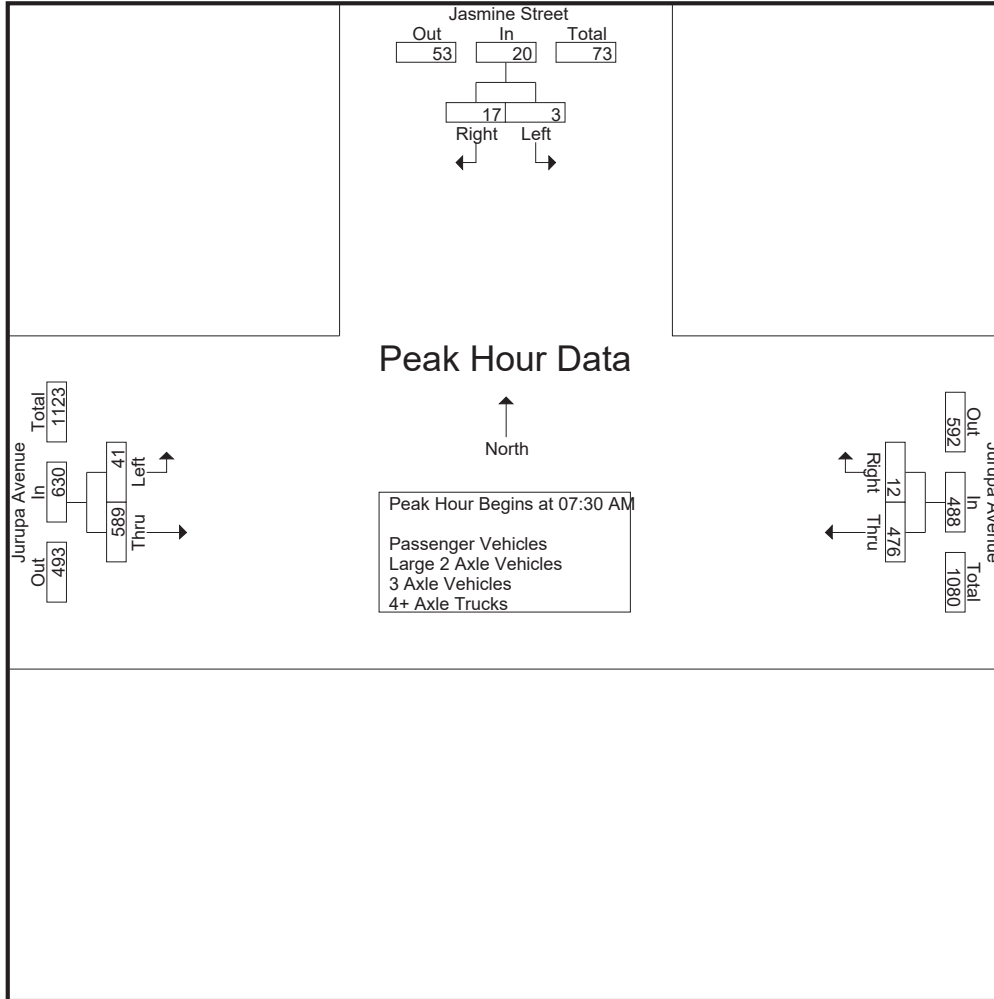 Jasmine Street
Out In Total
53 20 73
17 3
Right Left
Peak Hour Data
North
Peak Hour Begins at 07:30 AM
Passenger Vehicles
Large 2 Axle Vehicles
3 Axle Vehicles
4+ Axle Trucks
Jurupa Avenue
Total In Out
1123 630 493
41 589
Left Thru
Jurupa Avenue
Out In Total
592 488 1080
12 476
Right Thru